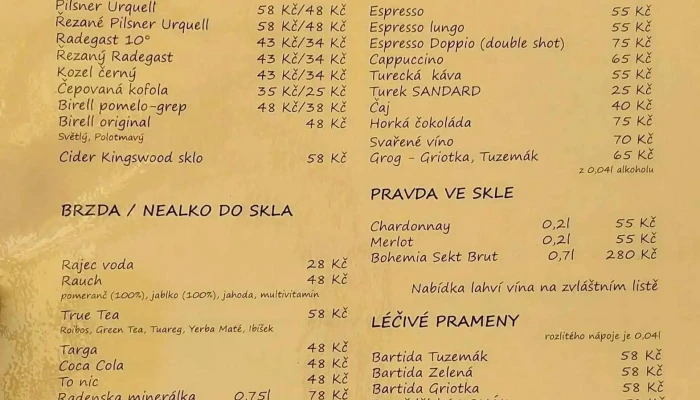 Pilsner Urquell 58 Kč/48 Kč
Řezané Pilsner Urquell 58 Kč/48 Kč
Radegast 10° 43 Kč/34 Kč
Řezaný Radegast 43 Kč/34 Kč
Kozel černý 43 Kč/34 Kč
Čepovaná kofola 35 Kč/25 Kč
Birell pomelo-grep 48 Kč/38 Kč
Birell original 48 Kč
Světlý, Polotmavý
Cider Kingswood sklo 58 Kč
BRZDA / NEALKO DO SKLA
Rajec voda 28 Kč
Rauch 48 Kč
pomeranč (100%), jablko (100%), jahoda, multivitamin
True Tea 58 Kč
Roibos, Green Tea, Tuareg, Yerba Maté, Ibišek
Targa 48 Kč
Coca Cola 48 Kč
To nic 48 Kč
Radenska minerálka 0,75l 78 Kč
Espresso 55 Kč
Espresso lungo 55 Kč
Espresso Doppio (double shot) 75 Kč
Cappuccino 65 Kč
Turecká káva 55 Kč
Turek SANDARD 25 Kč
Čaj 40 Kč
Horká čokoláda 75 Kč
Svařené víno 70 Kč
Grog - Griotka, Tuzemák 65 Kč
z 0,04l alkoholu
PRAVDA VE SKLE
Chardonnay 0,2l 55 Kč
Merlot 0,2l 55 Kč
Bohemia Sekt Brut 0,7l 280 Kč
Nabídka lahví vína na zvláštním listě
LÉČIVÉ PRAMENY
rozlitého nápoje je 0,04l
Bartida Tuzemák 58 Kč
Bartida Zelená 58 Kč
Bartida Griotka 58 Kč